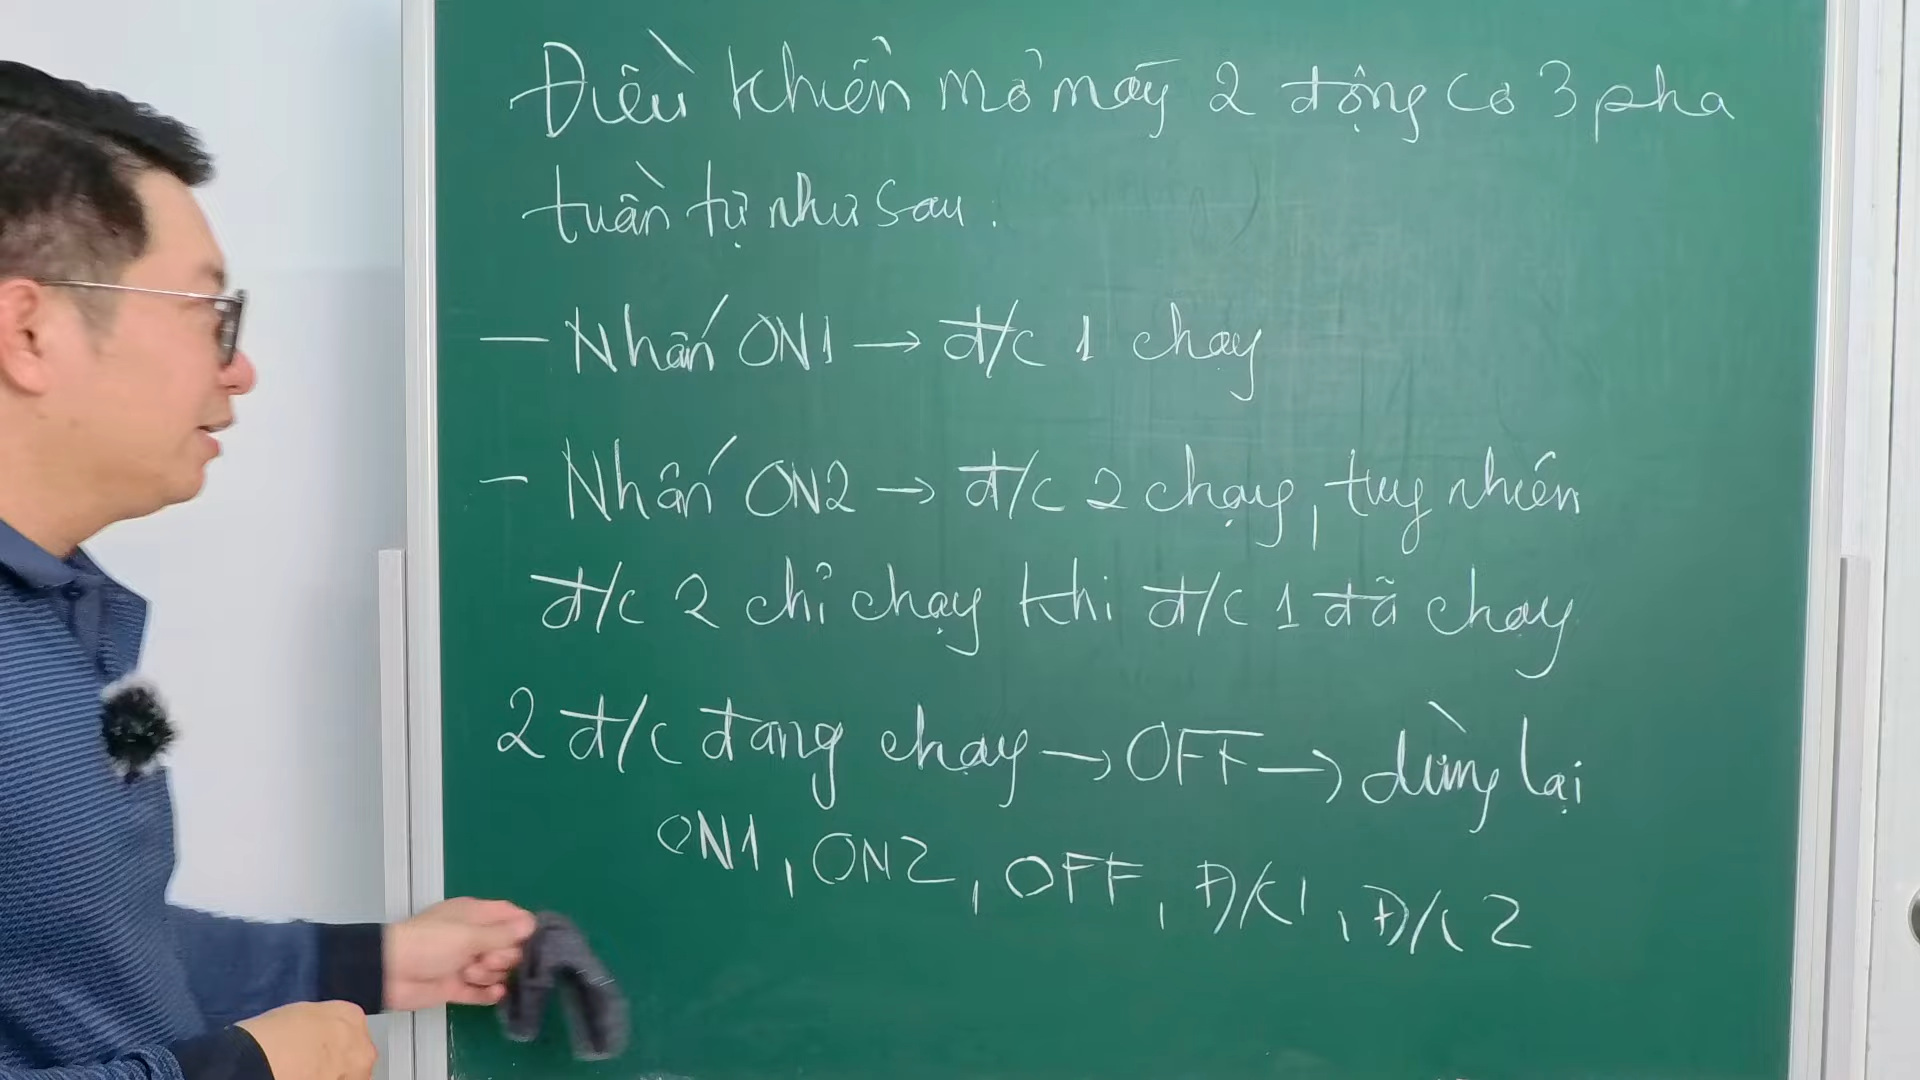 Điều khiển mở máy 2 động cơ 3 pha
tuần tự như sau:
- Nhấn ON1 → đ/c 1 chạy
- Nhấn ON2 → đ/c 2 chạy, tuy nhiên
đ/c 2 chỉ chạy khi đ/c 1 đã chạy
2 đ/c đang chạy → OFF → dừng lại
ON1, ON2, OFF, Đ/C1, Đ/C2